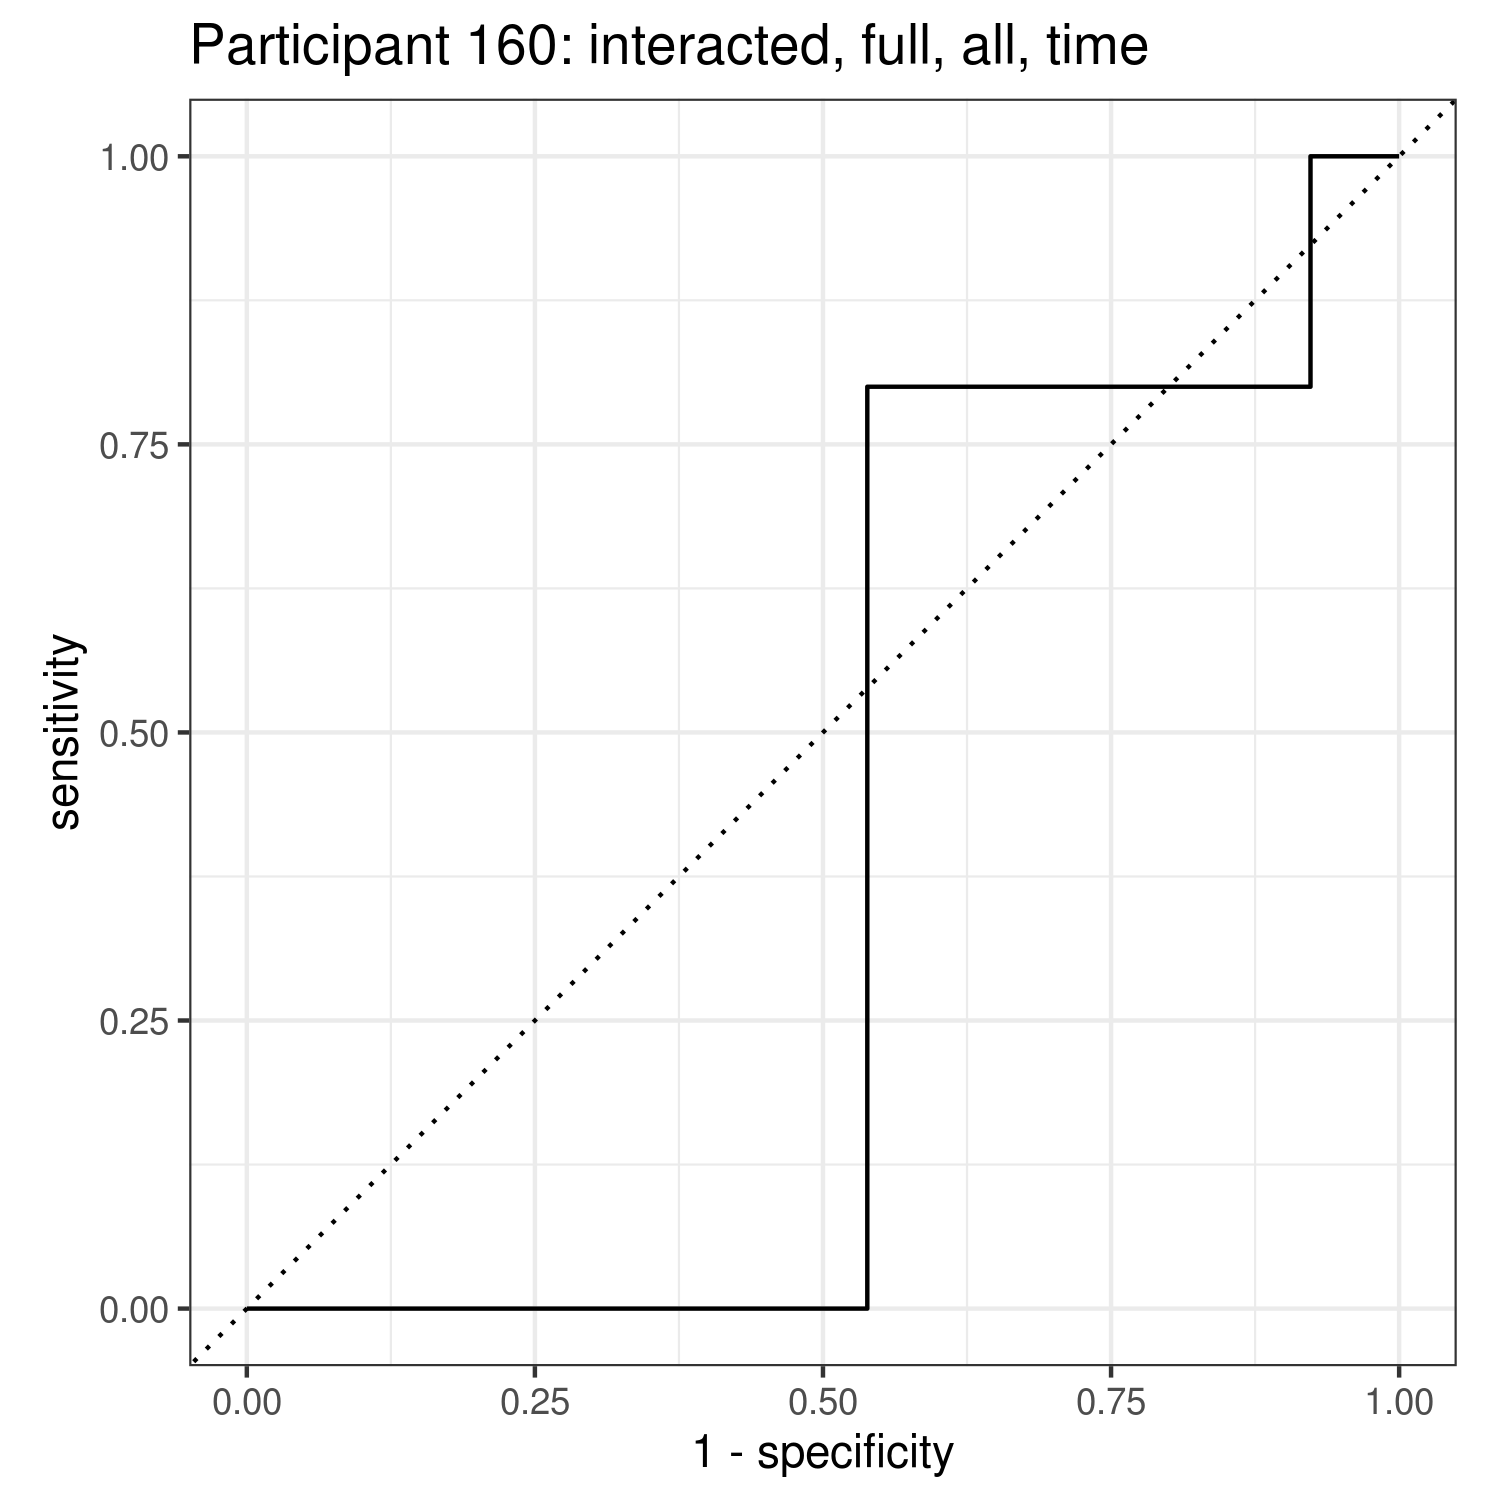 Participant 160: interacted, full, all, time
1.00
0.75
0.50
0.25
0.00
sensitivity
0.00 0.25 0.50 0.75 1.00
1 - specificity